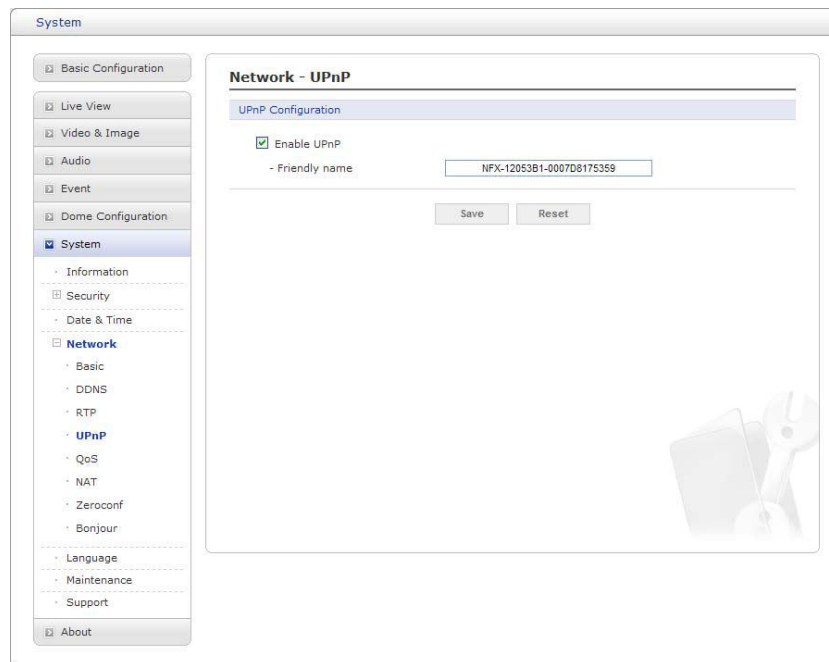 System
Basic Configuration
Live View
Video & Image
Audio
Event
Dome Configuration
System
Information
Security
Date & Time
Network
Basic
DDNS
RTP
UPnP
QoS
NAT
Zeroconf
Bonjour
Language
Maintenance
Support
About
Network - UPnP
UPnP Configuration
Enable UPnP
- Friendly name NFX-12053B1-0007D8175359
Save Reset